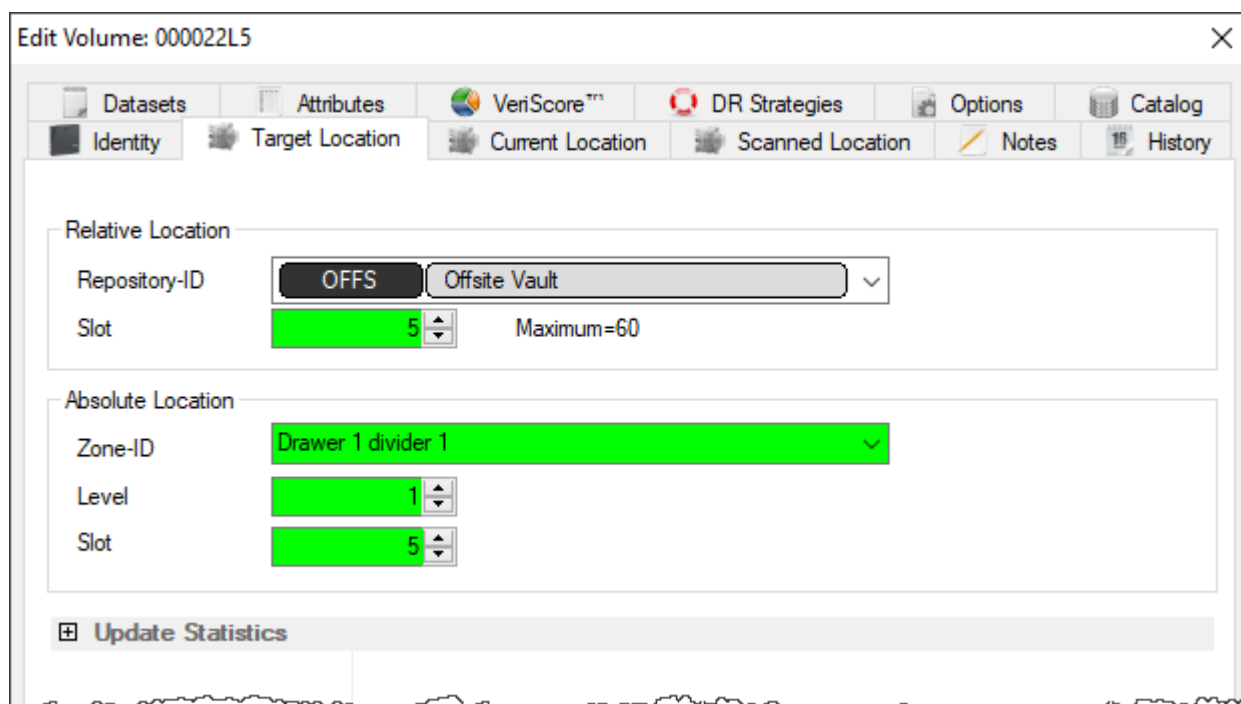 Edit Volume: 000022L5
Datasets Attributes VeriScore™ DR Strategies Options Catalog
Identity Target Location Current Location Scanned Location Notes 16 History
Relative Location
Repository-ID OFFS Offsite Vault
Slot 5 Maximum=60
Absolute Location
Zone-ID Drawer 1 divider 1
Level 1
Slot 5
Update Statistics